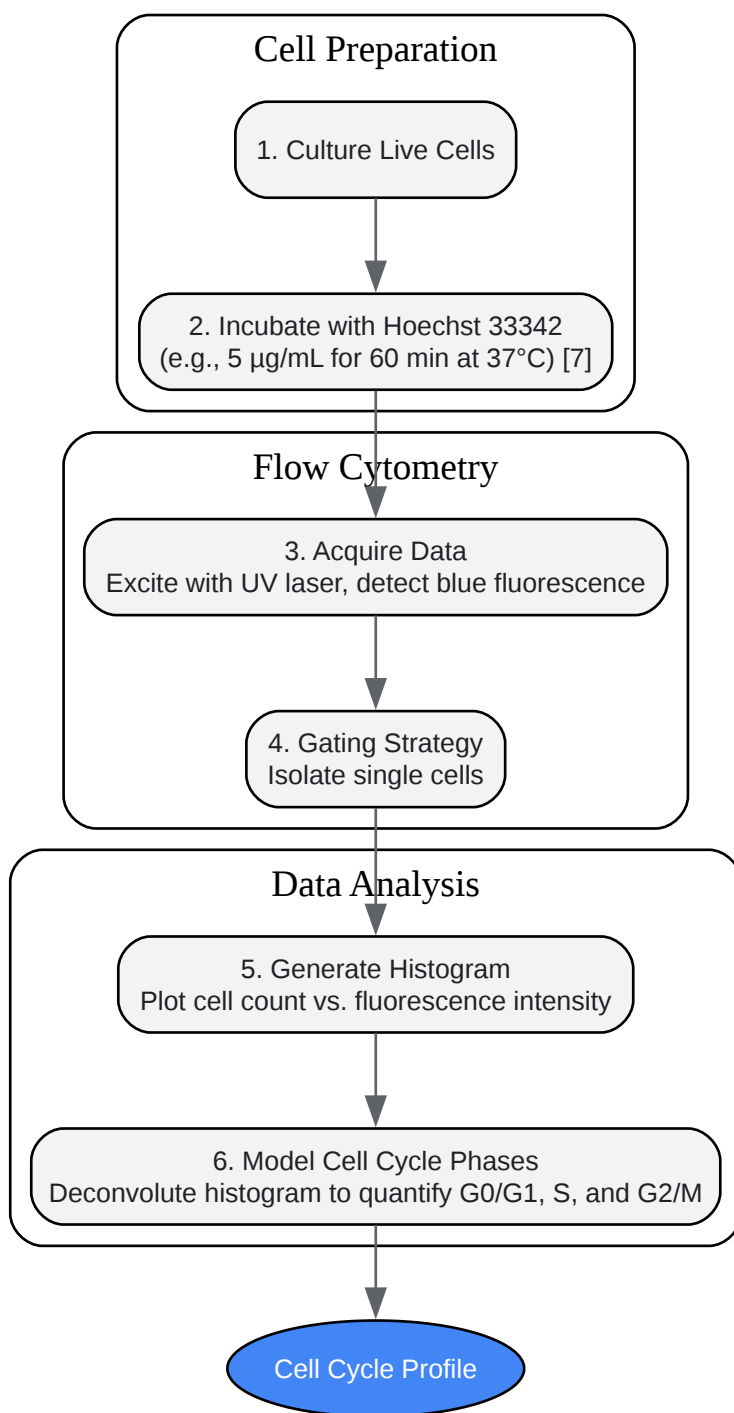 Cell Preparation
1. Culture Live Cells
2. Incubate with Hoechst 33342
(e.g., 5 µg/mL for 60 min at 37°C) [7]
Flow Cytometry
3. Acquire Data
Excite with UV laser, detect blue fluorescence
4. Gating Strategy
Isolate single cells
Data Analysis
5. Generate Histogram
Plot cell count vs. fluorescence intensity
6. Model Cell Cycle Phases
Deconvolute histogram to quantify G0/G1, S, and G2/M
Cell Cycle Profile